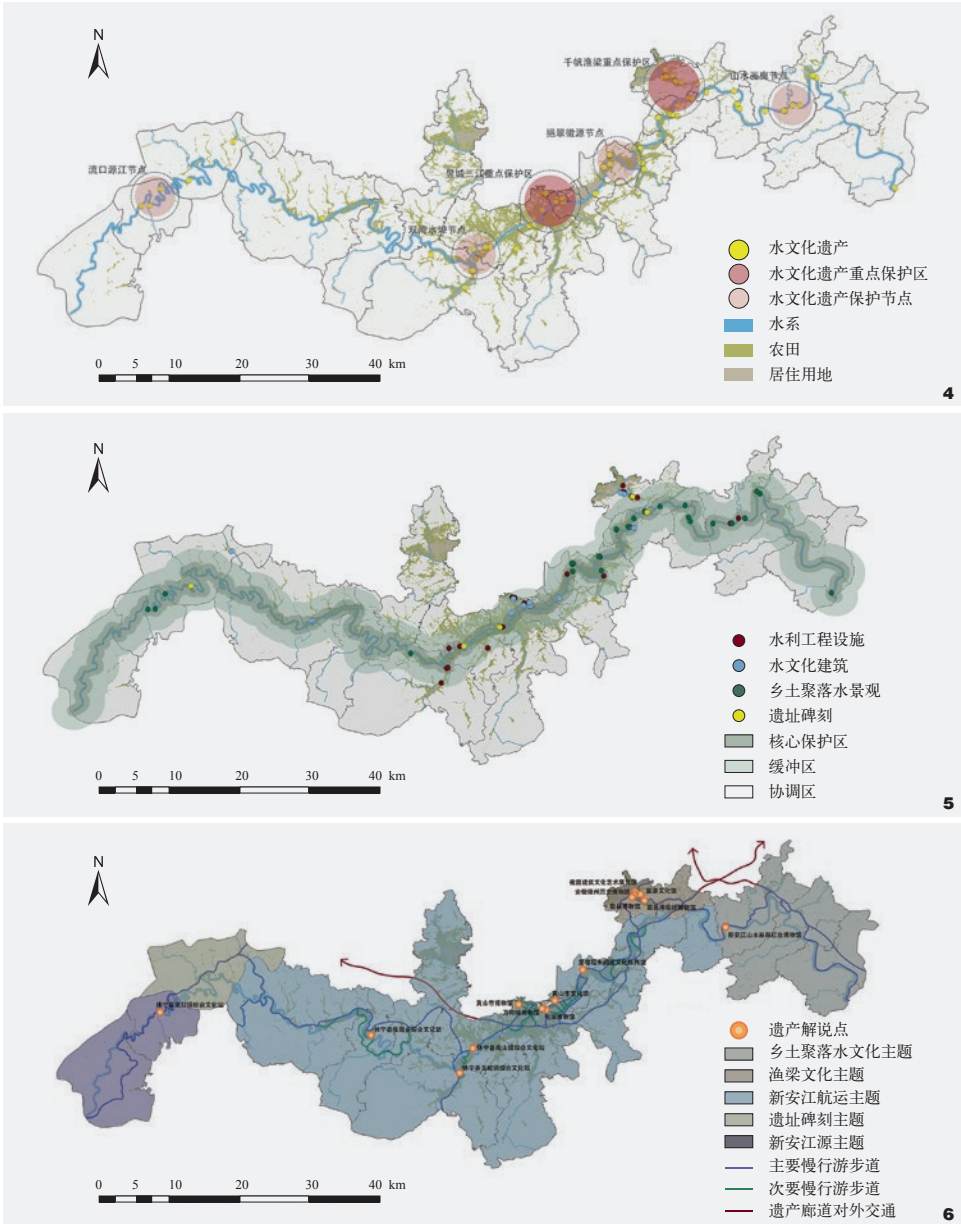 N
千帆渔梁重点保护区
山水画廊节点
挹翠徽源节点
流口源江节点
昱城三江重点保护区
水文化遗产
水文化遗产重点保护区
水文化遗产保护节点
水系
农田
居住用地
0 5 10 20 30 40 km
4
N
水利工程设施
水文化建筑
乡土聚落水景观
遗址碑刻
核心保护区
缓冲区
协调区
0 5 10 20 30 40 km
5
N
黄山市博物馆
遗产解说点
乡土聚落水文化主题
渔梁文化主题
新安江航运主题
遗址碑刻主题
新安江源主题
主要慢行游步道
次要慢行游步道
遗产廊道对外交通
0 5 10 20 30 40 km
6